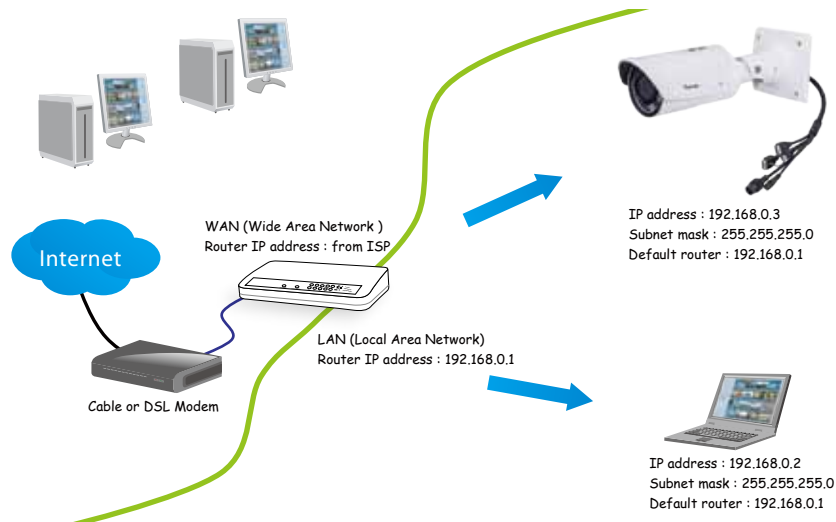 WAN (Wide Area Network )
Router IP address : from ISP
Internet
Cable or DSL Modem
LAN (Local Area Network)
Router IP address : 192.168.0.1
IP address : 192.168.0.3
Subnet mask : 255.255.255.0
Default router : 192.168.0.1
IP address : 192.168.0.2
Subnet mask : 255.255.255.0
Default router : 192.168.0.1